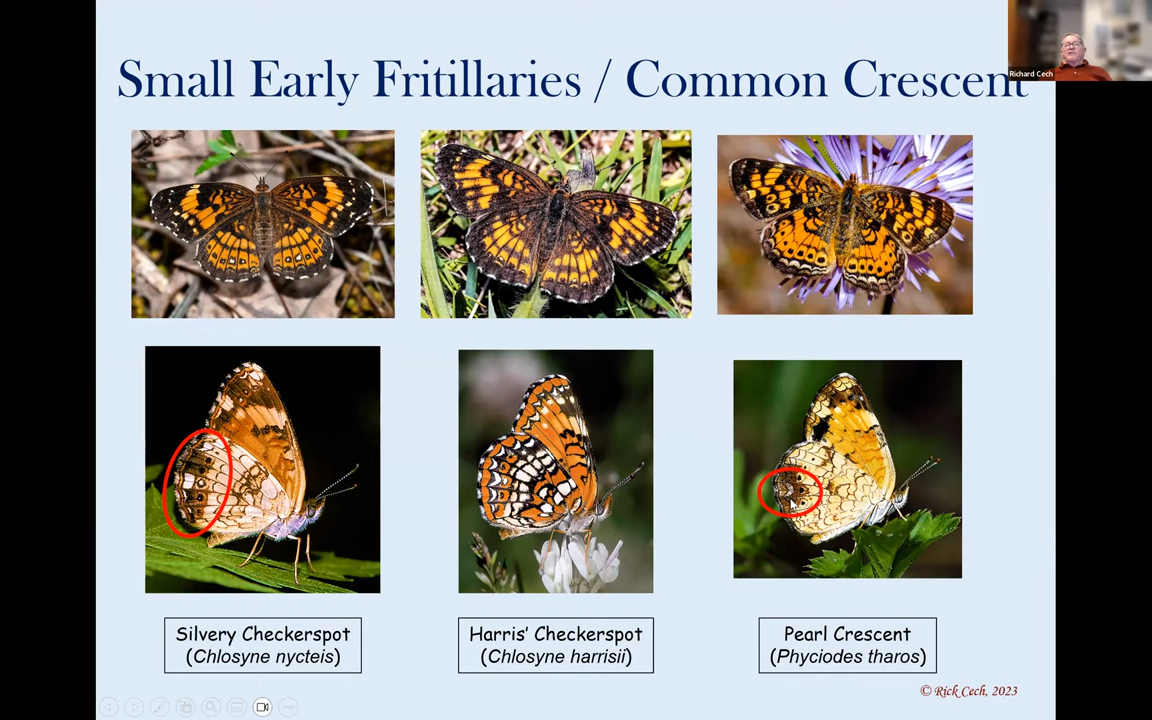 Small Early Fritillaries / Common Crescent
Richard Cech
Silvery Checkerspot
(Chlosyne nycteis)
Harris' Checkerspot
(Chlosyne harrisii)
Pearl Crescent
(Phyciodes tharos)
© Rick Cech, 2023